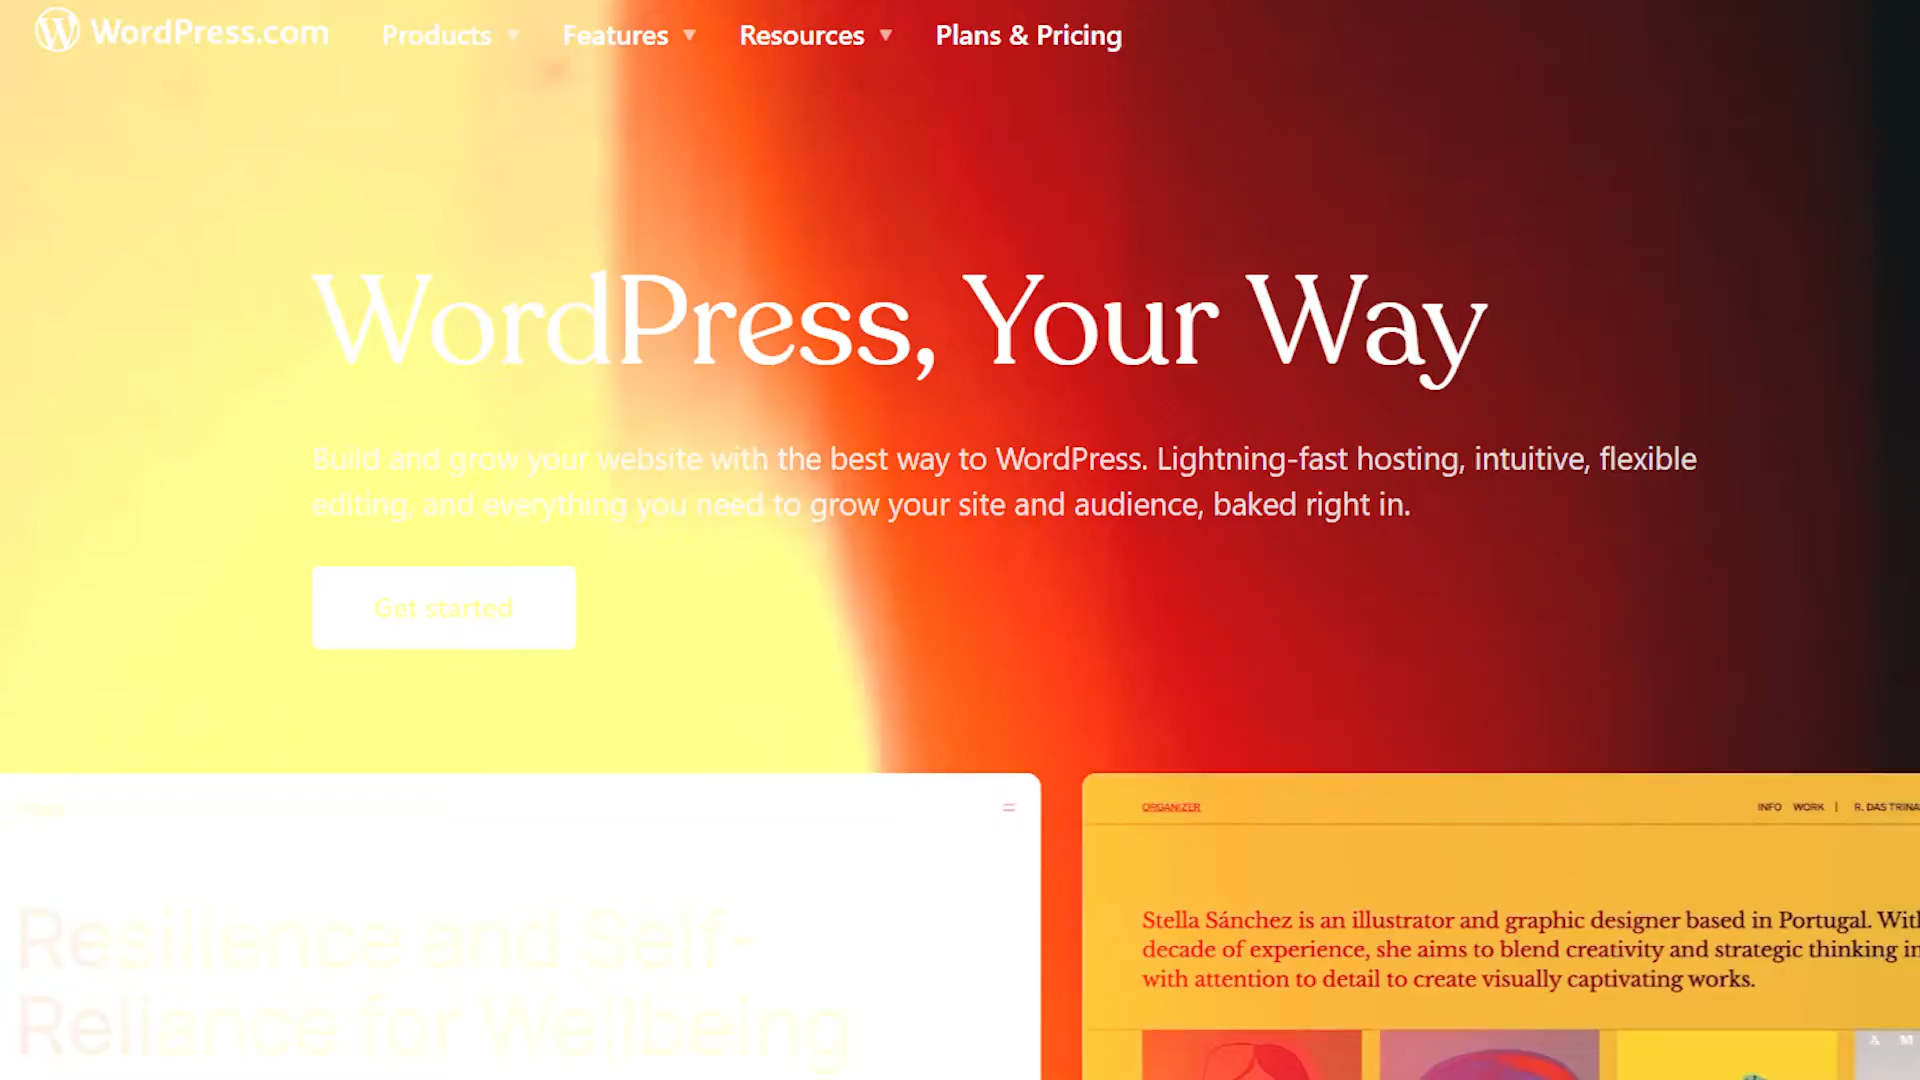 WordPress.com Products Features Resources Plans & Pricing
WordPress, Your Way
Build and grow your website with the best way to WordPress. Lightning-fast hosting, intuitive, flexible
editing, and everything you need to grow your site and audience, baked right in.
Get started
Resilience and Self-
Reliance for Wellbeing
ORGANIZER INFO WORK | R. DAS TRINA
Stella Sánchez is an illustrator and graphic designer based in Portugal. With
decade of experience, she aims to blend creativity and strategic thinking in
with attention to detail to create visually captivating works.
A M